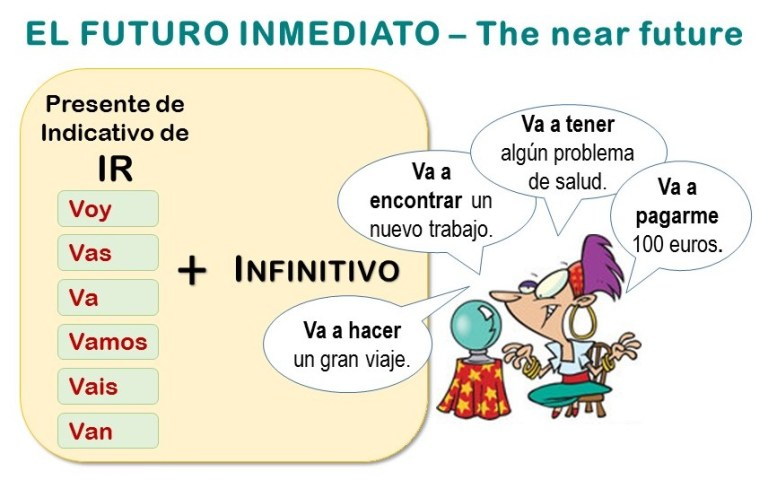 EL FUTURO INMEDIATO – The near future
Presente de
Indicativo de
IR
Voy
Vas
Va
Vamos
Vais
Van
+ INFINITIVO
Va a hacer
un gran viaje.
Va a
encontrar un
nuevo trabajo.
Va a tener
algún problema
de salud.
Va a
pagarme
100 euros.